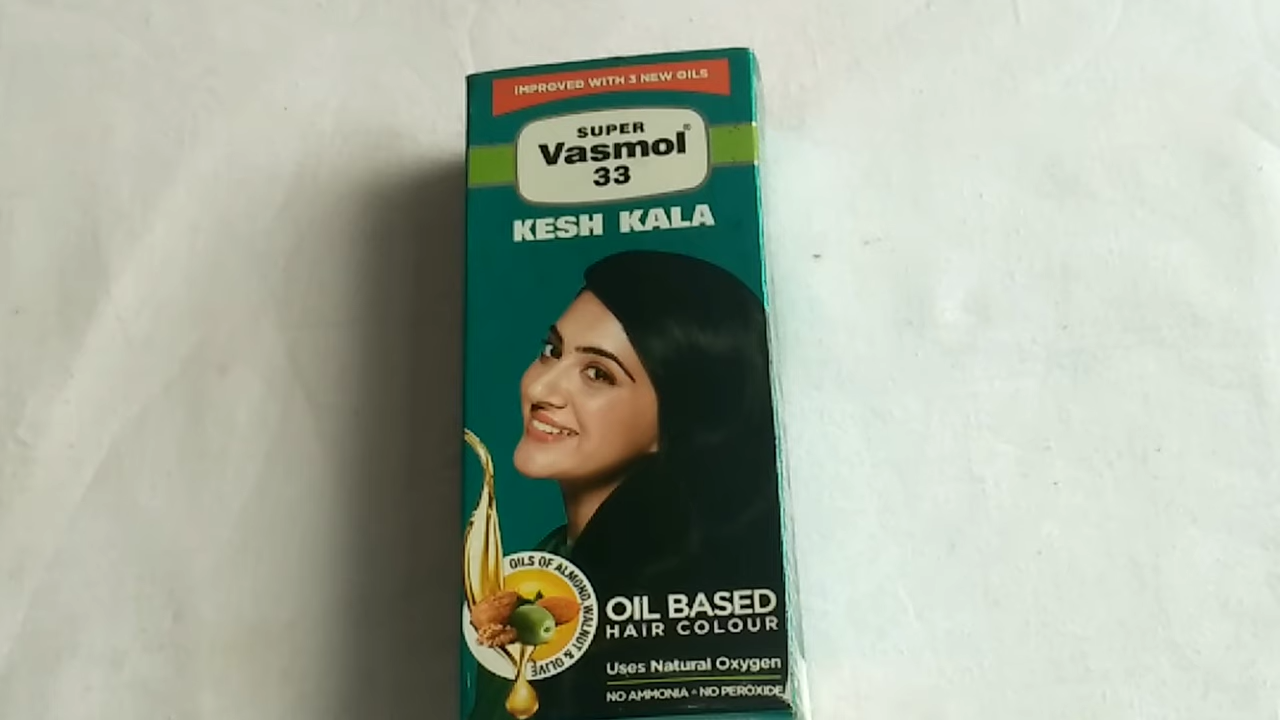 IMPROVED WITH 3 NEW OILS
SUPER
Vasmol®
33
KESH KALA
OILS OF ALMOND, WALNUT & OLIVE
OIL BASED
HAIR COLOUR
Uses Natural Oxygen
NO AMMONIA • NO PEROXIDE